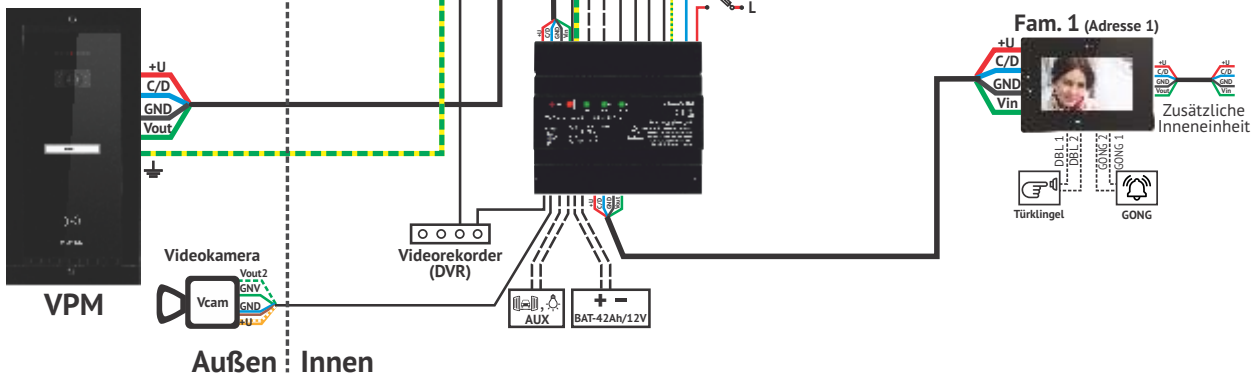 L
+U
C/D
GND
Vin
Fam. 1 (Adresse 1)
+U
C/D
GND
Vin
+U
C/D
GND
Vout
+U
C/D
GND
Vin
Zusätzliche
Inneneinheit
+U
C/D
GND
Vout
DBL 1
DBL 2
GONG 2
GONG 1
Türklingel
GONG
+U
C/D
GND
Vout
VPM
Videokamera
Vcam
Vout2
GNV
GND
+U
Videorekorder
(DVR)
AUX
+ −
BAT-42Ah/12V
Außen
Innen